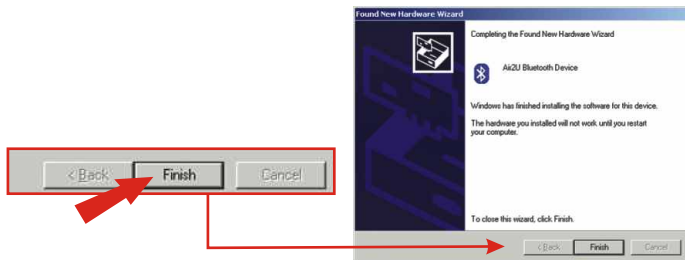 Found New Hardware Wizard
Completing the Found New Hardware Wizard
Air2U Bluetooth Device
Windows has finished installing the software for this device.
The hardware you installed will not work until you restart
your computer.
To close this wizard, click Finish.
< Back Finish Cancel
< Back Finish Cancel